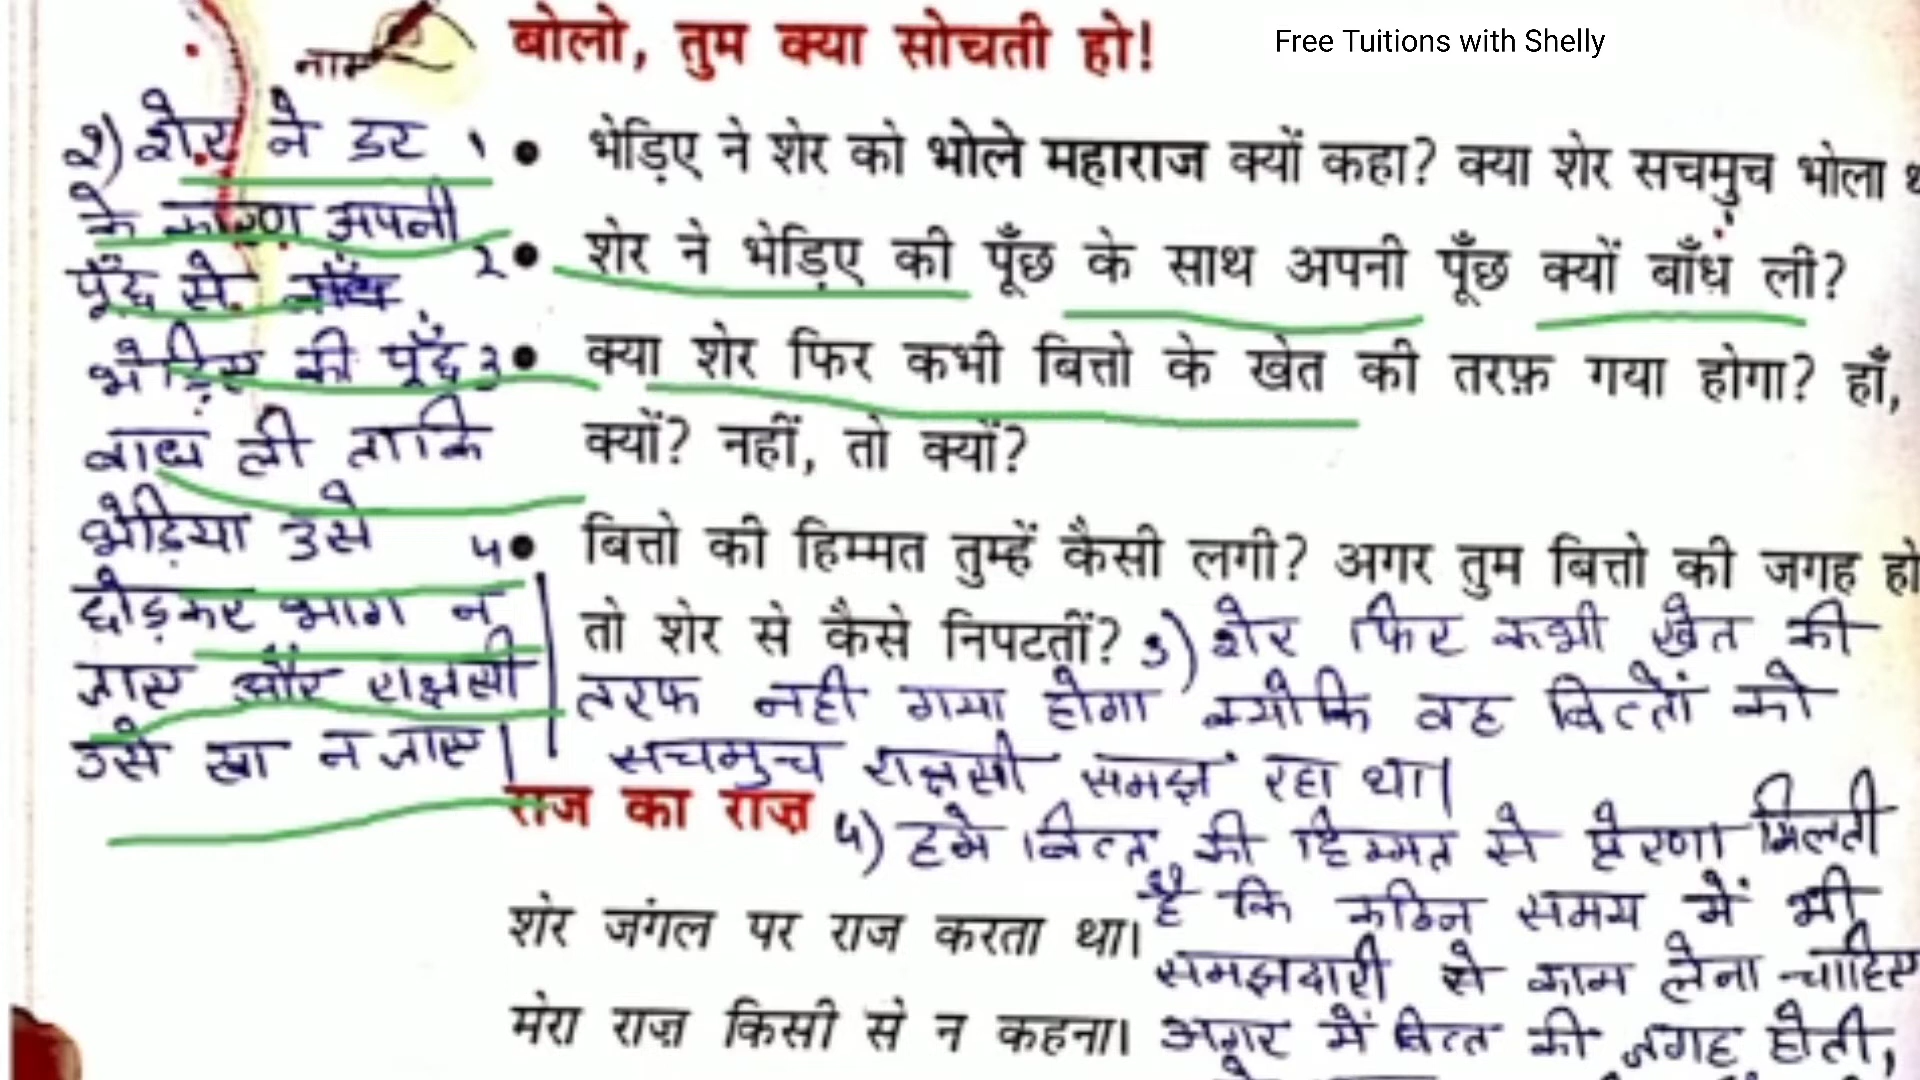 नाम
बोलो, तुम क्या सोचती हो!
Free Tuitions with Shelly
1 • भेड़िए ने शेर को भोले महाराज क्यों कहा? क्या शेर सचमुच भोला
2 • शेर ने भेड़िए की पूँछ के साथ अपनी पूँछ क्यों बाँध ली?
3 • क्या शेर फिर कभी बित्तो के खेत की तरफ़ गया होगा? हाँ,
क्यों? नहीं, तो क्यों?
4 • बित्तो की हिम्मत तुम्हें कैसी लगी? अगर तुम बित्तो की जगह हो
तो शेर से कैसे निपटतीं?
2) शेर ने डर
के कारण अपनी
पूँछ से
भेड़िए की पूँछ
बाध ली ताकि
भेड़िया उसे
छोड़कर भाग न
जाए और राक्षसी
उसे खा न जाए।
3) शेर फिर कभी खेत की
तरफ नही गया होगा क्योकि वह बित्तों को
सचमुच राक्षसी समझ रहा था।
राज का राज़
4) हमे बित्त की हिम्मत से प्रेरणा मिलती
है कि कठिन समय में भी
समझदारी से काम लेना चाहिए
अगर में बित्त की जगह होती,
शेर जंगल पर राज करता था।
मेरा राज़ किसी से न कहना।